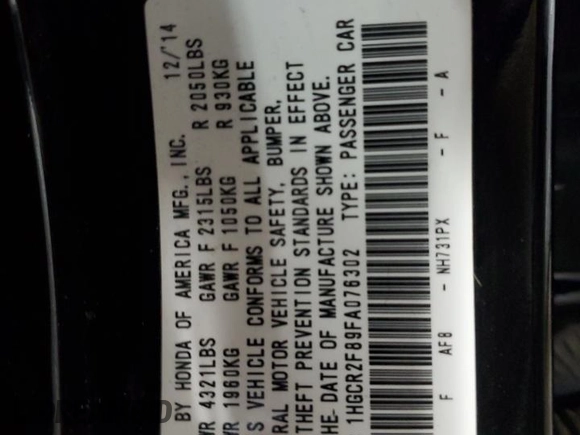 BY HONDA OF AMERICA MFG., INC. 12/'14
WR 4321LBS GAWR F 2315LBS R 2050LBS
WR 1960KG GAWR F 1050KG R 930KG
S VEHICLE CONFORMS TO ALL APPLICABLE
RAL MOTOR VEHICLE SAFETY, BUMPER,
THEFT PREVENTION STANDARDS IN EFFECT
HE DATE OF MANUFACTURE SHOWN ABOVE.
1HGCR2F89FA076302 TYPE: PASSENGER CAR
F AF8 - NH731PX - F - A